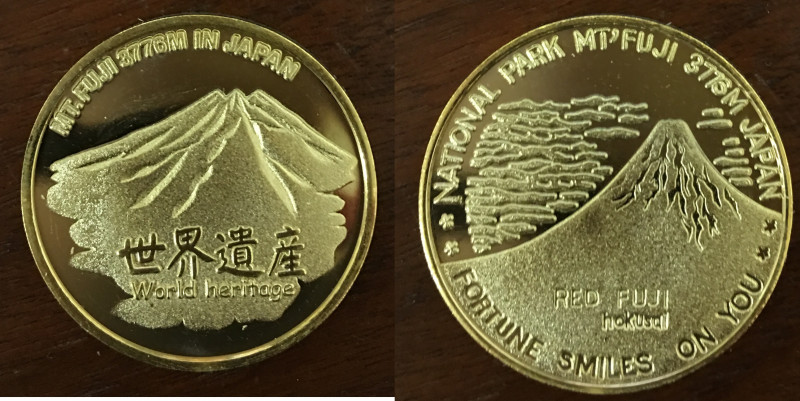 MT.FUJI 3776M IN JAPAN
世界遺産
World heritage
NATIONAL PARK MT'FUJI 3776M JAPAN
RED FUJI
hokusai
FORTUNE SMILES ON YOU